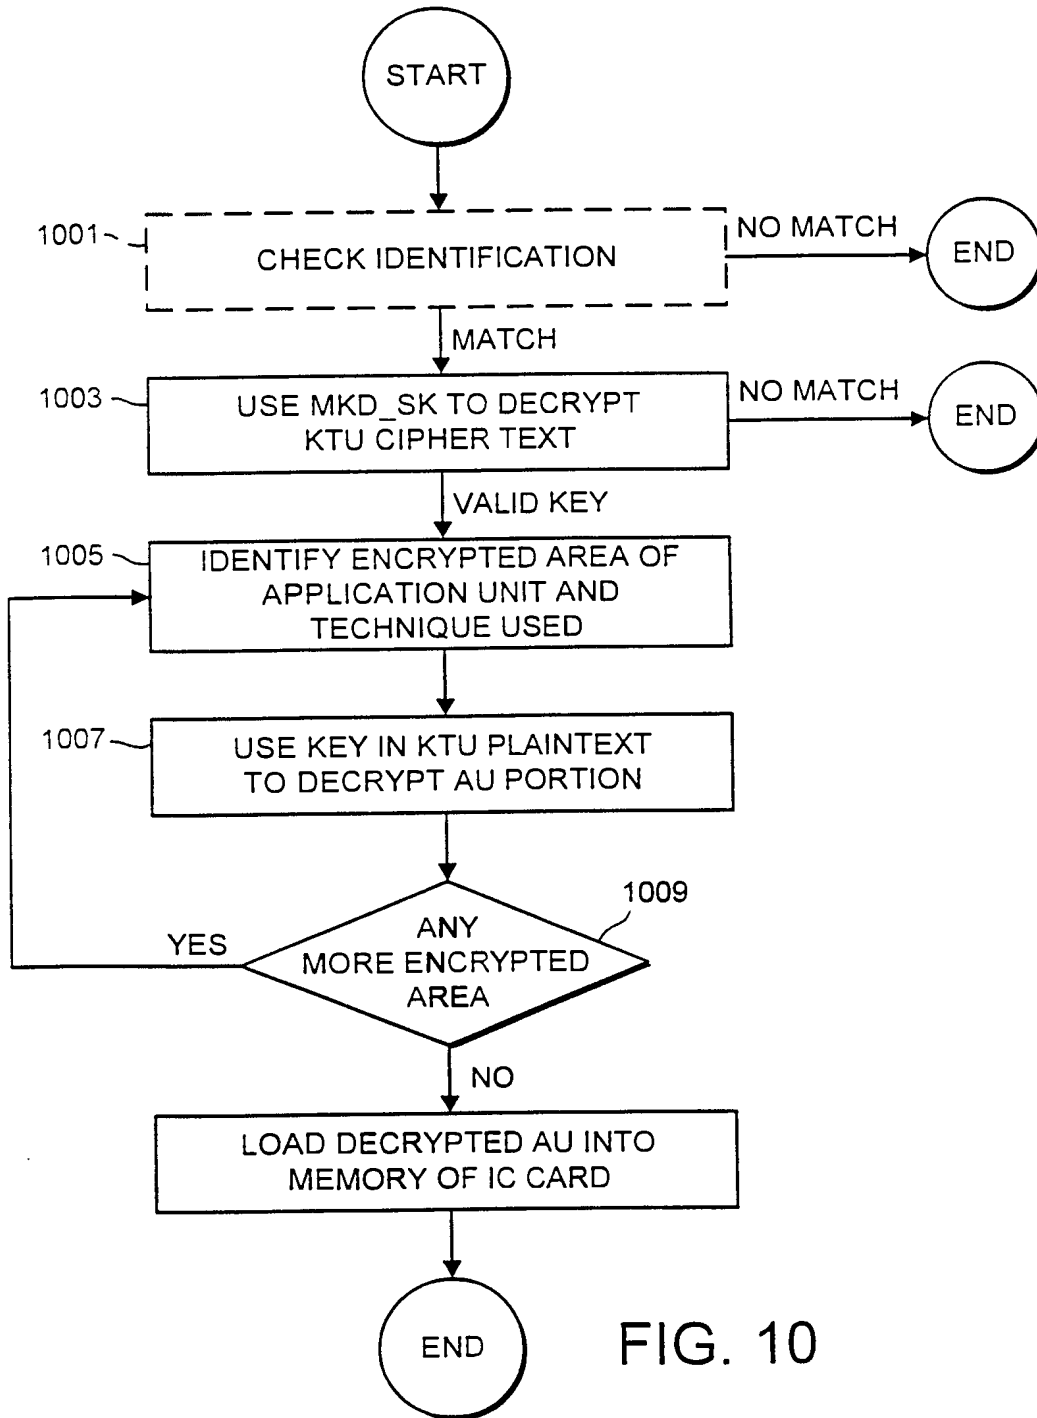 START
1001
CHECK IDENTIFICATION
NO MATCH
END
MATCH
1003
USE MKD_SK TO DECRYPT
KTU CIPHER TEXT
NO MATCH
END
VALID KEY
1005
IDENTIFY ENCRYPTED AREA OF
APPLICATION UNIT AND
TECHNIQUE USED
1007
USE KEY IN KTU PLAINTEXT
TO DECRYPT AU PORTION
1009
YES
ANY
MORE ENCRYPTED
AREA
NO
LOAD DECRYPTED AU INTO
MEMORY OF IC CARD
END
FIG. 10